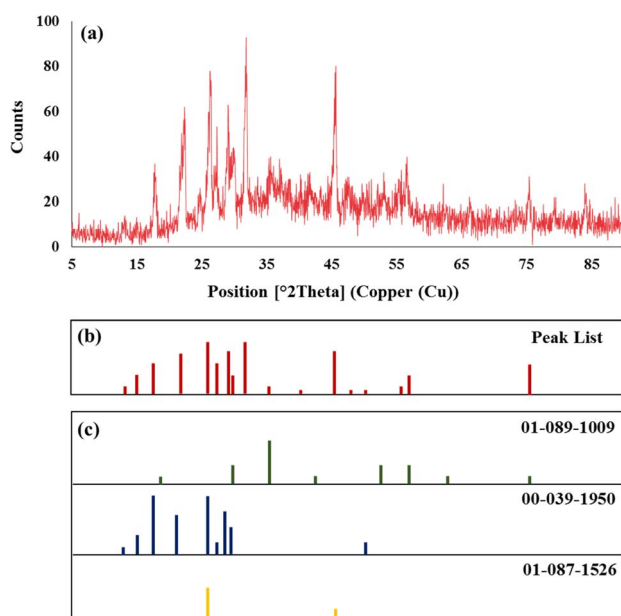 (a)
100
80
60
40
20
0
Counts
5 15 25 35 45 55 65 75 85
Position [°2Theta] (Copper (Cu))
(b)
Peak List
(c)
01-089-1009
00-039-1950
01-087-1526